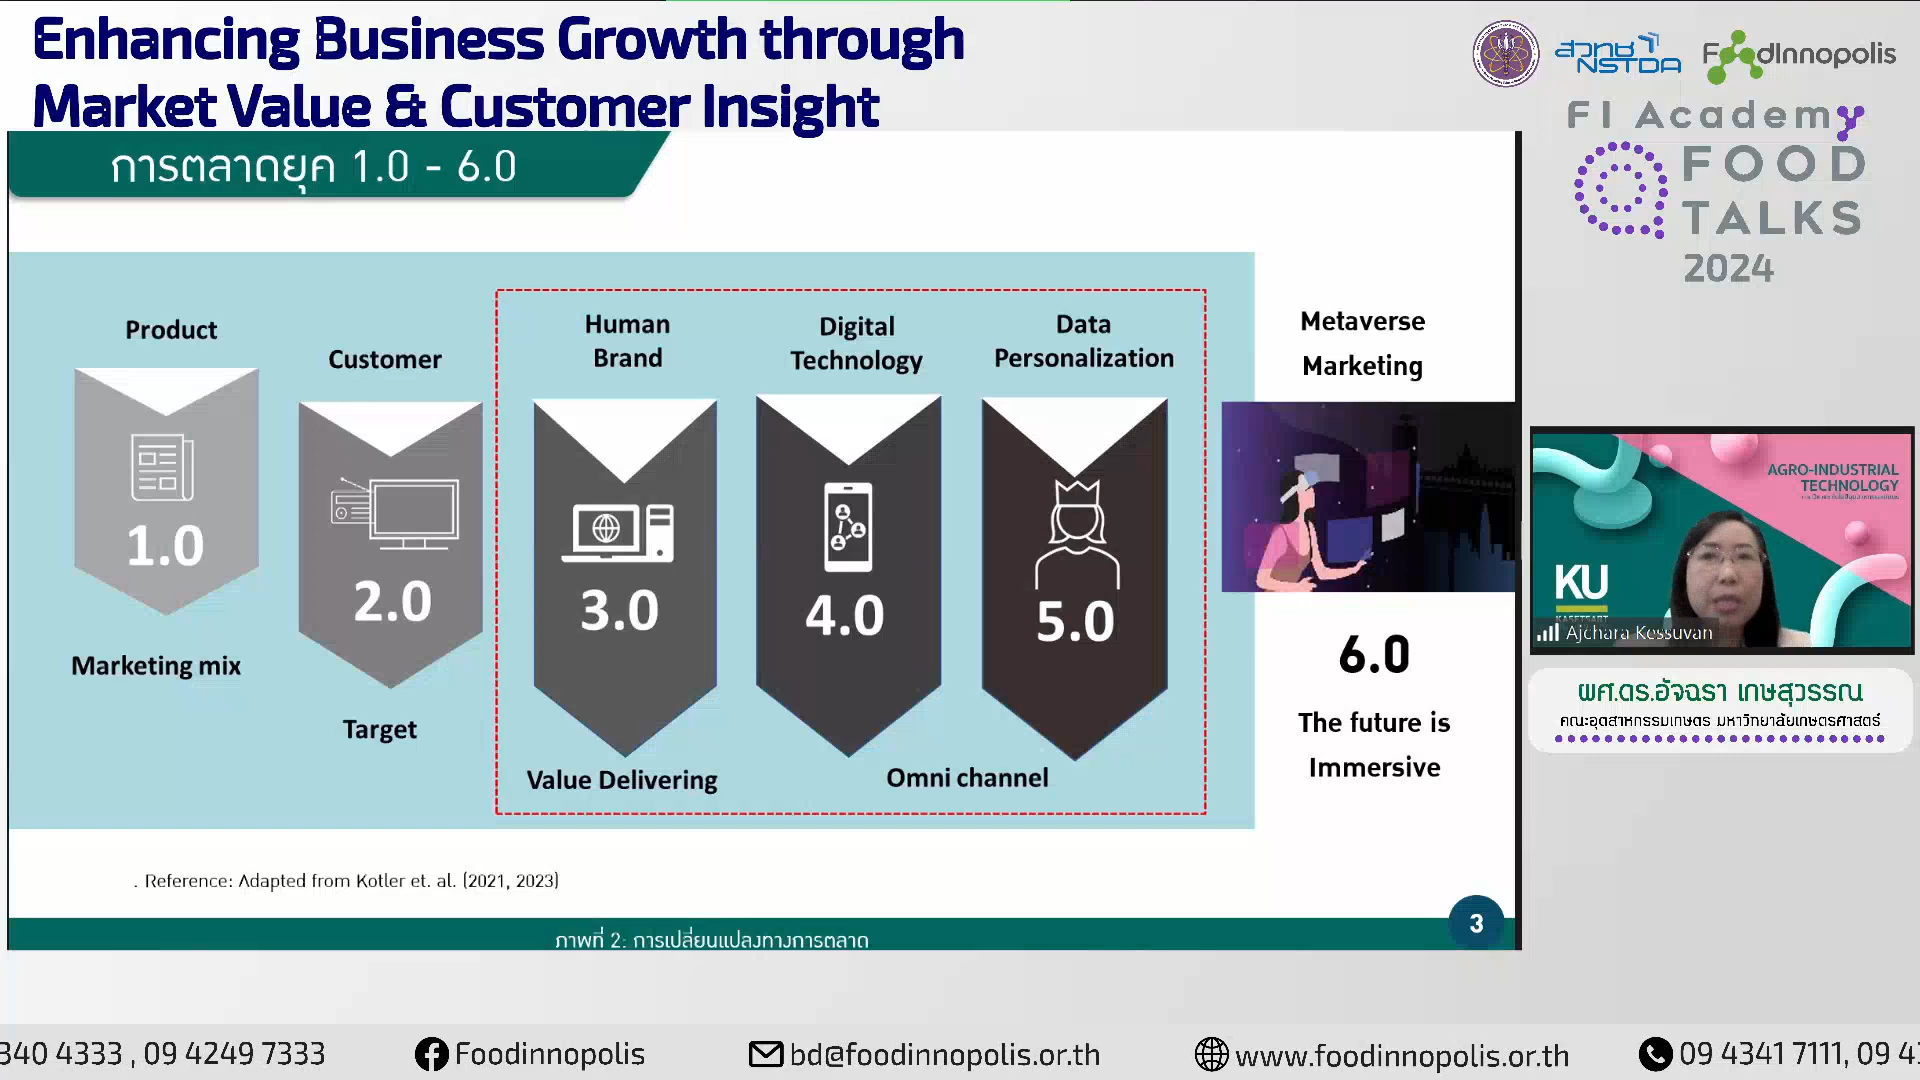 Enhancing Business Growth through
Market Value & Customer Insight
สวทช
NSTDA
FoodInnopolis
FI Academy
FOOD
TALKS
2024
การตลาดยุค 1.0 - 6.0
Product
1.0
Marketing mix
Customer
2.0
Target
Human
Brand
3.0
Value Delivering
Digital
Technology
4.0
Data
Personalization
5.0
Omni channel
Metaverse
Marketing
6.0
The future is
Immersive
. Reference: Adapted from Kotler et. al. (2021, 2023)
ภาพที่ 2: การเปลี่ยนแปลงทางการตลาด
3
AGRO-INDUSTRIAL
TECHNOLOGY
KU
KASETSART
Ajchara Kessuvan
ผศ.ดร.อัจฉรา เกษสุวรรณ
คณะอุตสาหกรรมเกษตร มหาวิทยาลัยเกษตรศาสตร์
340 4333 , 09 4249 7333
Foodinnopolis
bd@foodinnopolis.or.th
www.foodinnopolis.or.th
09 4341 7111, 09 4